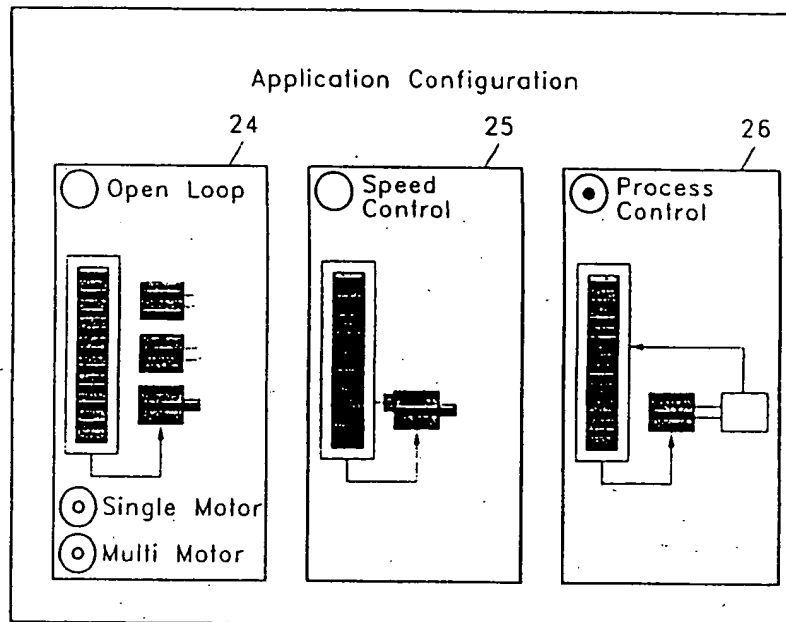 Application Configuration
24
25
26
Open Loop
Speed
Control
Process
Control
Single Motor
Multi Motor